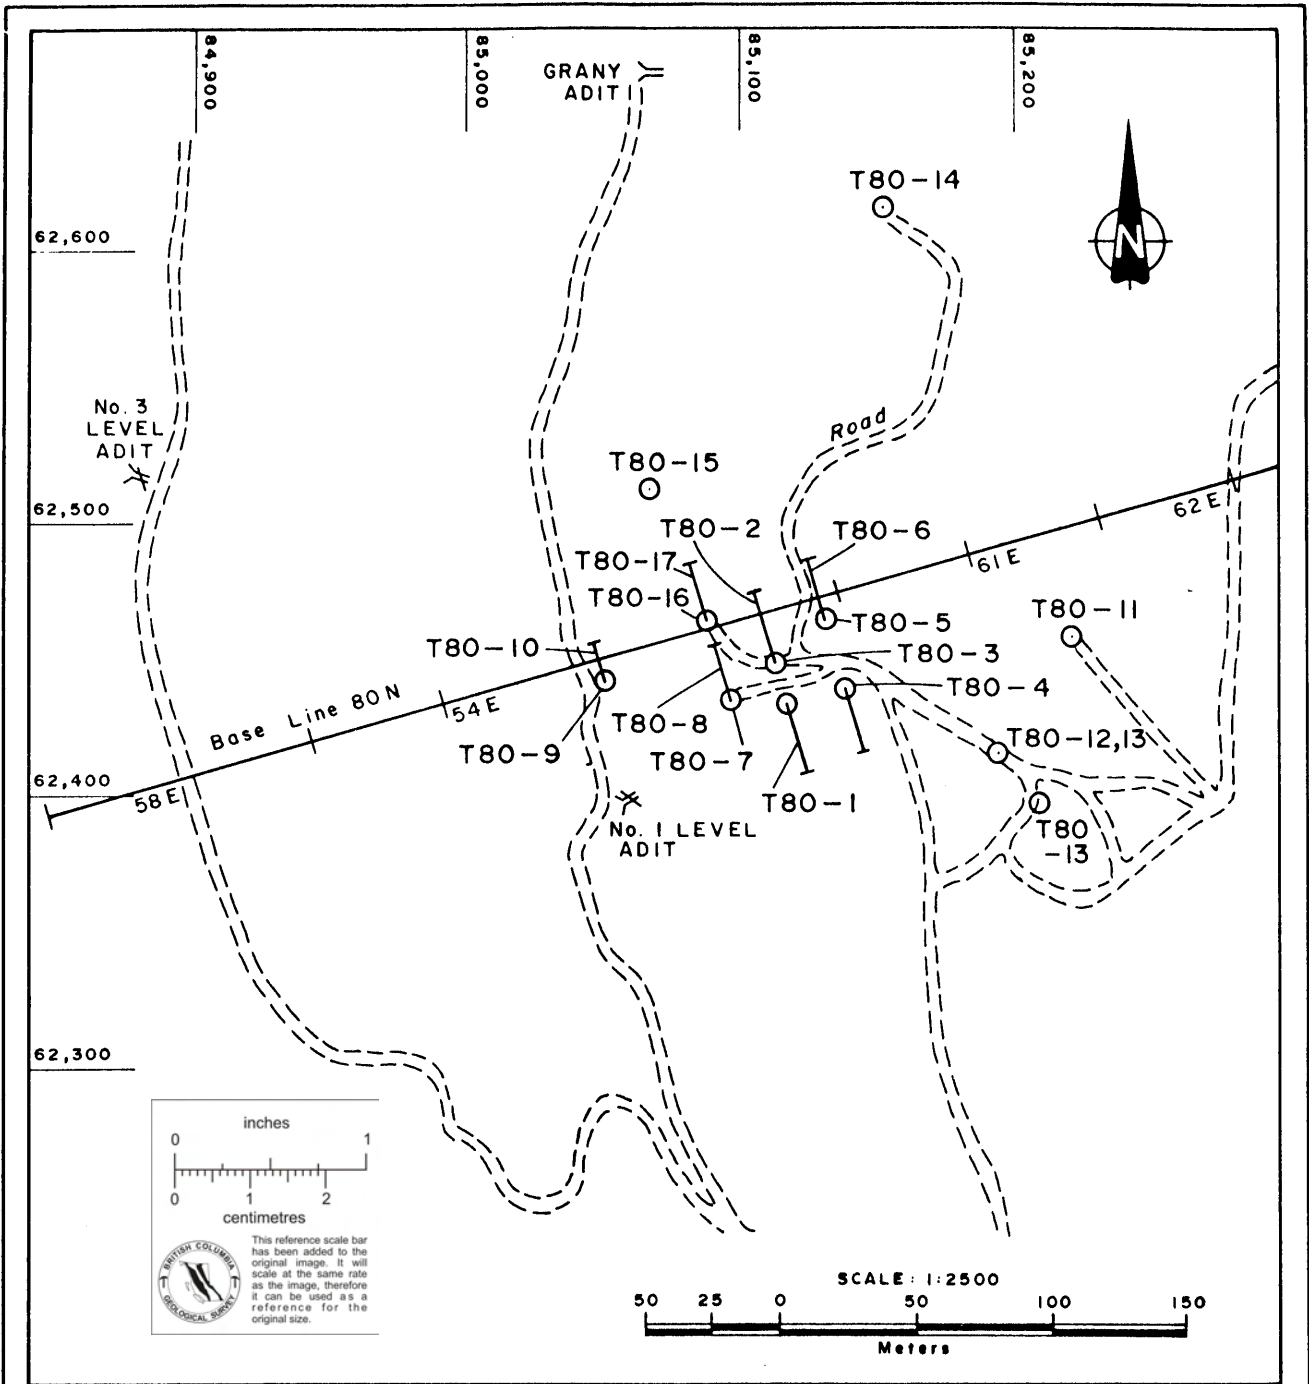 84,900
85,000
85,100
85,200
GRANY
ADIT
T80-14
N
62,600
No. 3
LEVEL
ADIT
Road
T80-15
62,500
62 E
T80-2
T80-6
T80-17
61 E
T80-16
T80-11
T80-5
T80-10
T80-3
T80-4
Base Line 80 N
54 E
T80-8
T80-12,13
T80-9
T80-7
62,400
58 E
T80-1
No. 1 LEVEL
ADIT
T80
-13
62,300
inches
0 1
0 1 2
centimetres
This reference scale bar
has been added to the
original image. It will
scale at the same rate
as the image, therefore
it can be used as a
reference for the
original size.
BRITISH COLUMBIA
GEOLOGICAL SURVEY
SCALE: 1:2500
50 25 0 50 100 150
Meters